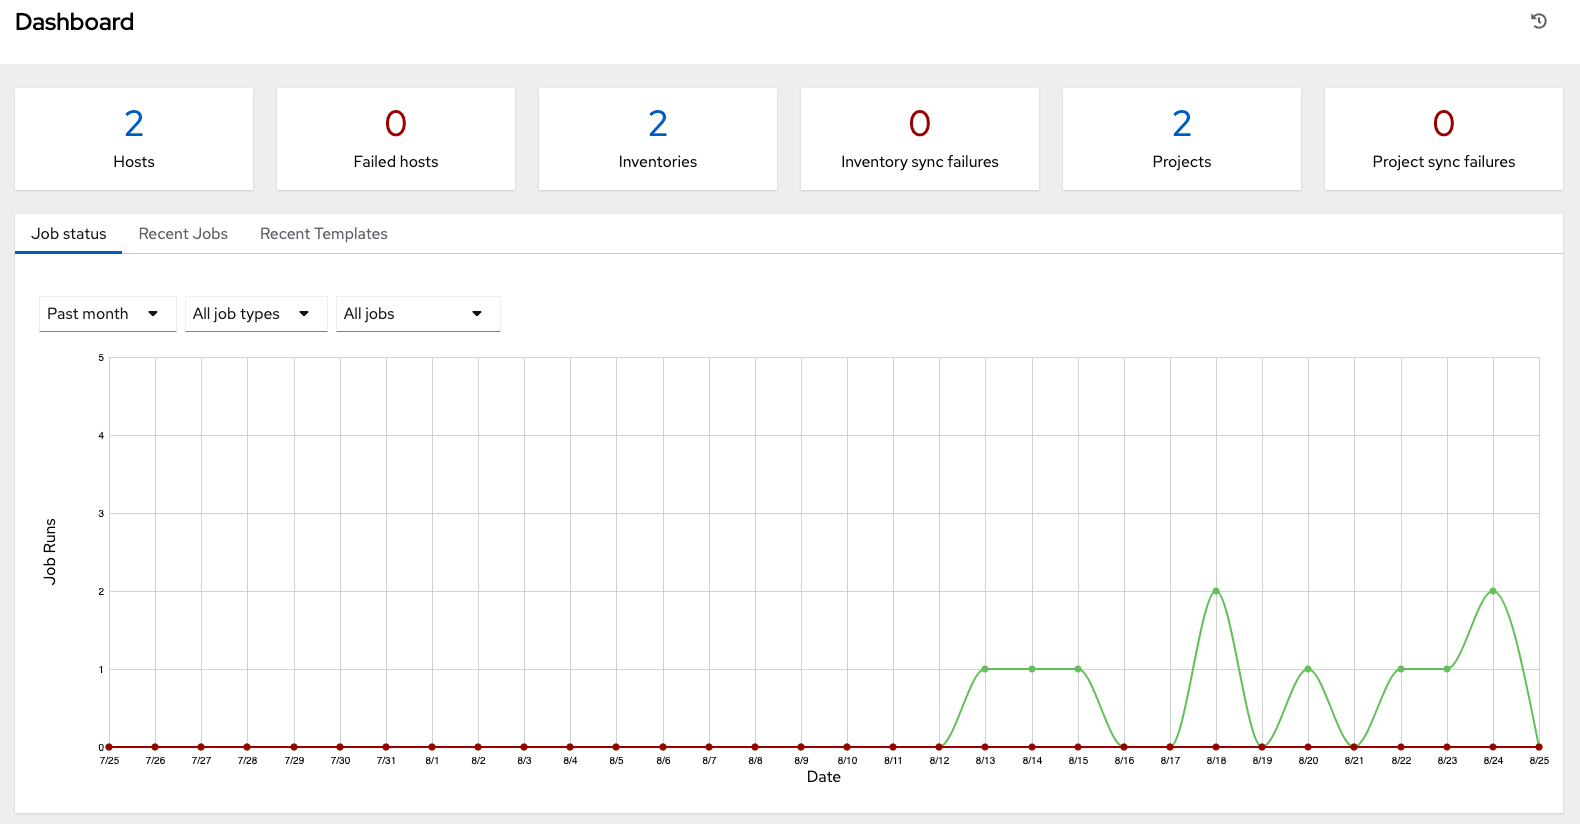 Dashboard
2
Hosts
0
Failed hosts
2
Inventories
0
Inventory sync failures
2
Projects
0
Project sync failures
Job status Recent Jobs Recent Templates
Past month All job types All jobs
5
4
3
2
1
0
Job Runs
7/25 7/26 7/27 7/28 7/29 7/30 7/31 8/1 8/2 8/3 8/4 8/5 8/6 8/7 8/8 8/9 8/10 8/11 8/12 8/13 8/14 8/15 8/16 8/17 8/18 8/19 8/20 8/21 8/22 8/23 8/24 8/25
Date